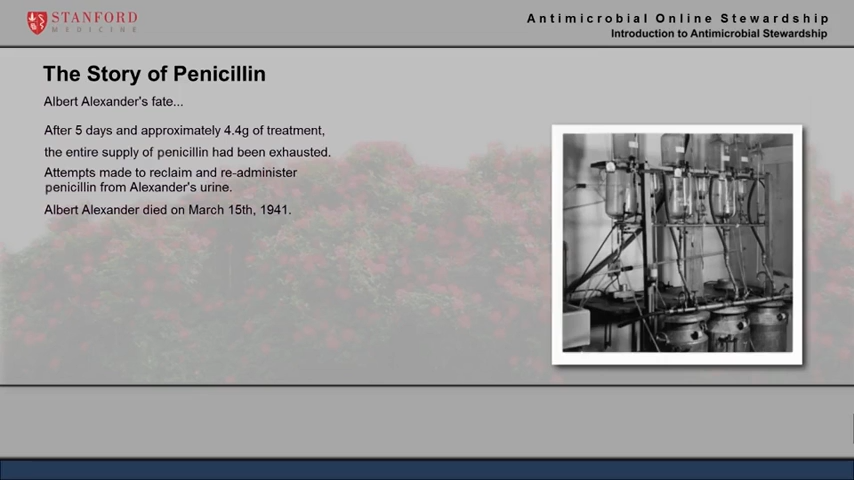 STANFORD
MEDICINE
Antimicrobial Online Stewardship
Introduction to Antimicrobial Stewardship
The Story of Penicillin
Albert Alexander's fate...
After 5 days and approximately 4.4g of treatment,
the entire supply of penicillin had been exhausted.
Attempts made to reclaim and re-administer
penicillin from Alexander's urine.
Albert Alexander died on March 15th, 1941.